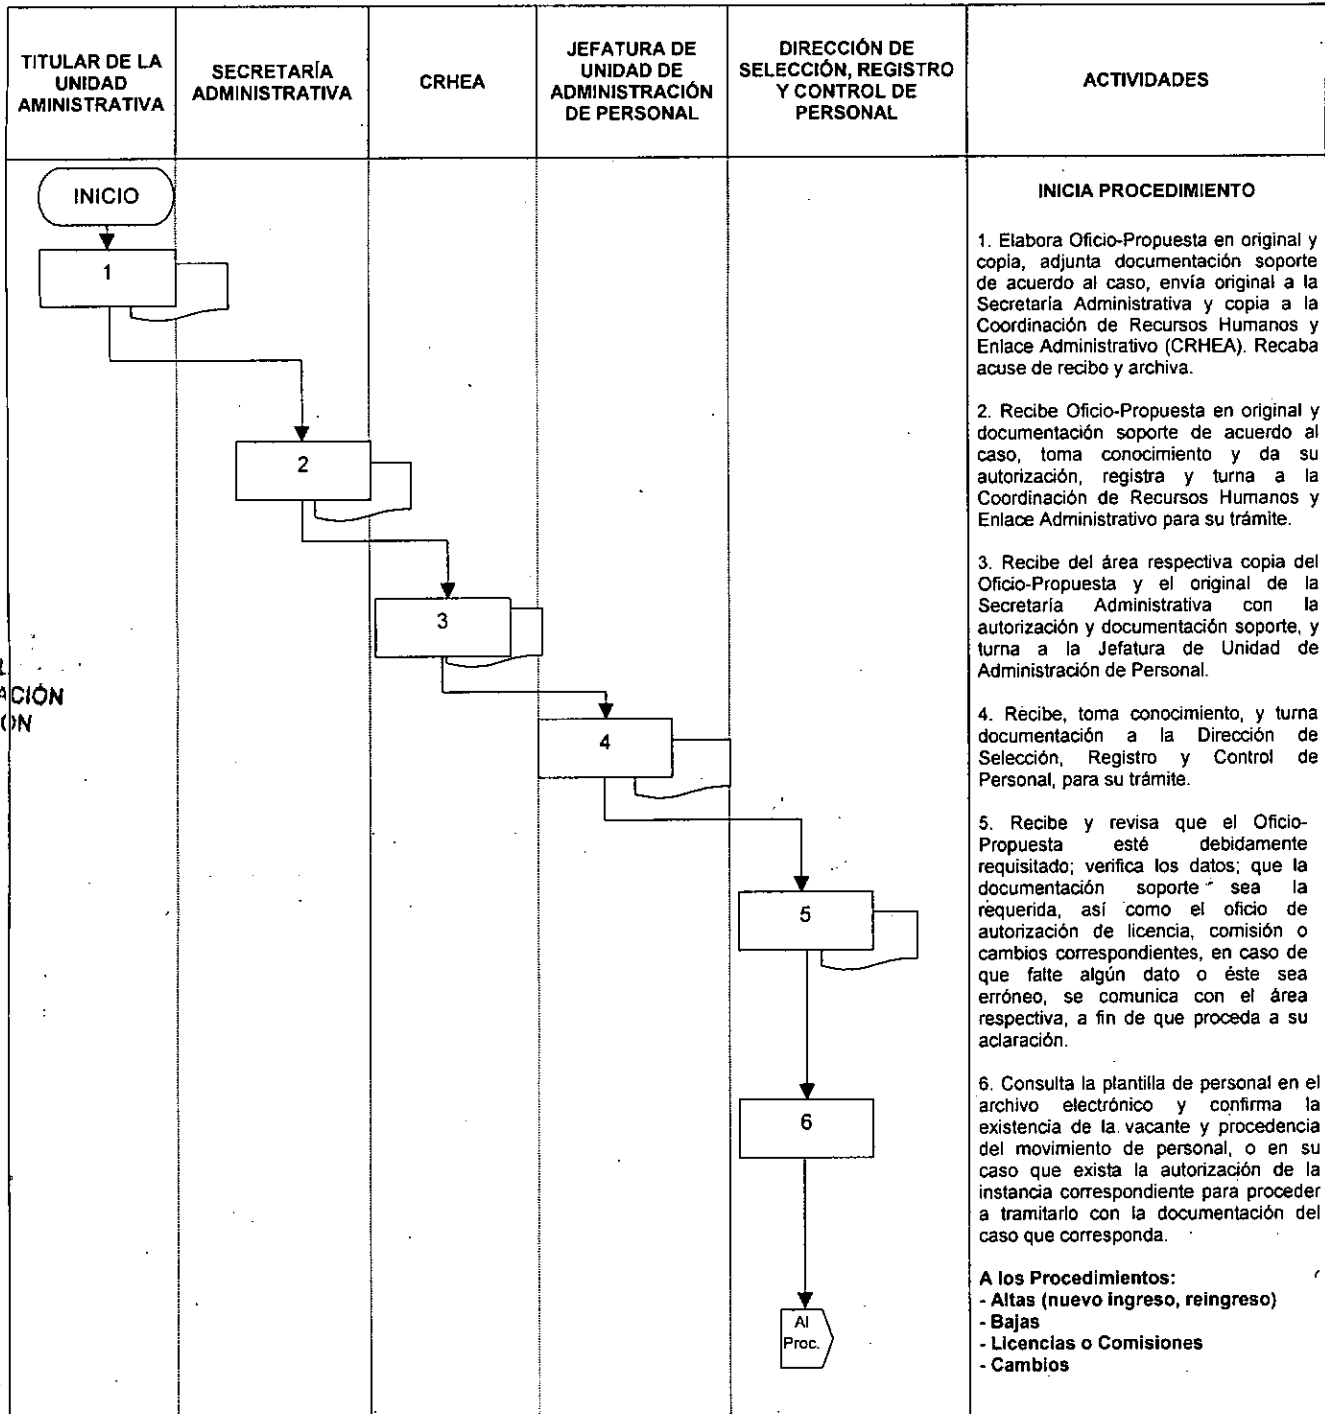 TITULAR DE LA
UNIDAD
AMINISTRATIVA
SECRETARÍA
ADMINISTRATIVA
CRHEA
JEFATURA DE
UNIDAD DE
ADMINISTRACIÓN
DE PERSONAL
DIRECCIÓN DE
SELECCIÓN, REGISTRO
Y CONTROL DE
PERSONAL
ACTIVIDADES
INICIO
1
2
3
4
5
6
Al
Proc.
ACIÓN
ÓN
INICIA PROCEDIMIENTO
1. Elabora Oficio-Propuesta en original y
copia, adjunta documentación soporte
de acuerdo al caso, envía original a la
Secretaría Administrativa y copia a la
Coordinación de Recursos Humanos y
Enlace Administrativo (CRHEA). Recaba
acuse de recibo y archiva.
2. Recibe Oficio-Propuesta en original y
documentación soporte de acuerdo al
caso, toma conocimiento y da su
autorización, registra y turna a la
Coordinación de Recursos Humanos y
Enlace Administrativo para su trámite.
3. Recibe del área respectiva copia del
Oficio-Propuesta y el original de la
Secretaría Administrativa con la
autorización y documentación soporte, y
turna a la Jefatura de Unidad de
Administración de Personal.
4. Recibe, toma conocimiento, y turna
documentación a la Dirección de
Selección, Registro y Control de
Personal, para su trámite.
5. Recibe y revisa que el Oficio-
Propuesta esté debidamente
requisitado; verifica los datos; que la
documentación soporte sea la
requerida, así como el oficio de
autorización de licencia, comisión o
cambios correspondientes, en caso de
que falte algún dato o éste sea
erróneo, se comunica con el área
respectiva, a fin de que proceda a su
aclaración.
6. Consulta la plantilla de personal en el
archivo electrónico y confirma la
existencia de la vacante y procedencia
del movimiento de personal, o en su
caso que exista la autorización de la
instancia correspondiente para proceder
a tramitarlo con la documentación del
caso que corresponda.
A los Procedimientos:
- Altas (nuevo ingreso, reingreso)
- Bajas
- Licencias o Comisiones
- Cambios